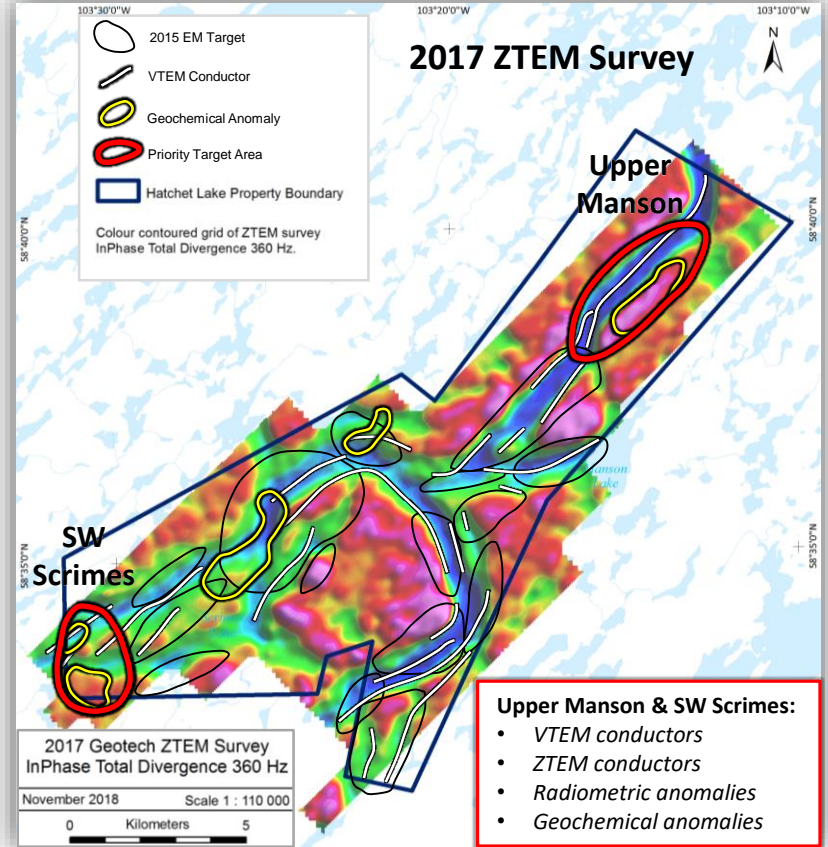 103°30'0"W
103°20'0"W
103°10'0"W
2015 EM Target
VTEM Conductor
Geochemical Anomaly
Priority Target Area
Hatchet Lake Property Boundary
Colour contoured grid of ZTEM survey
InPhase Total Divergence 360 Hz.
2017 ZTEM Survey
N
Upper
Manson
58°40'0"N
58°40'0"N
Manson
Lake
SW
Scrimes
58°35'0"N
58°35'0"N
Upper Manson & SW Scrimes:
• VTEM conductors
• ZTEM conductors
• Radiometric anomalies
• Geochemical anomalies
2017 Geotech ZTEM Survey
InPhase Total Divergence 360 Hz
November 2018 Scale 1 : 110 000
Kilometers
0 5